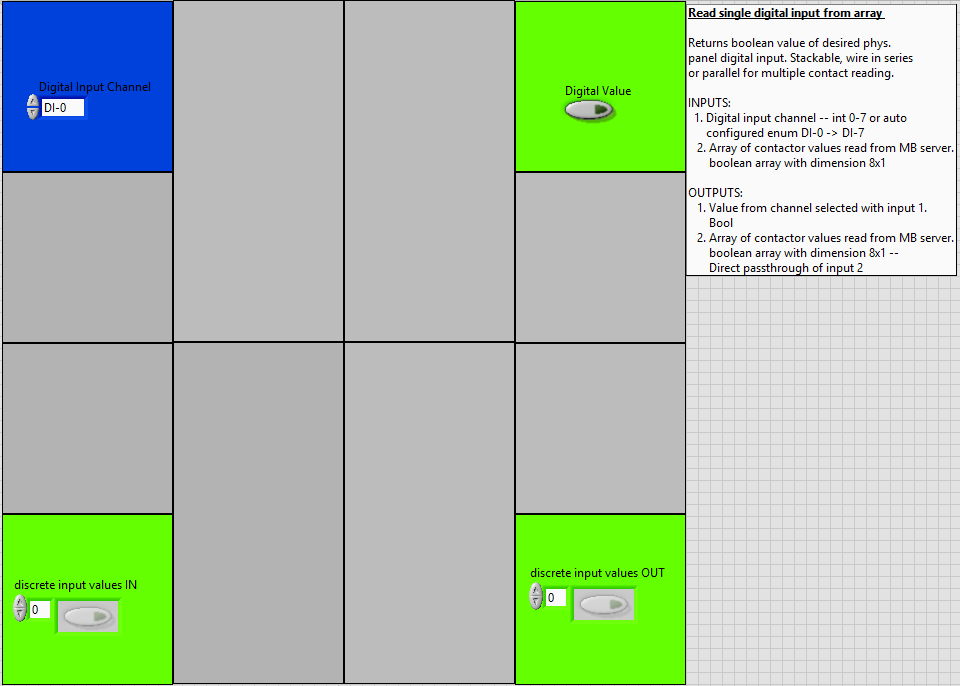 Digital Input Channel
DI-0
Digital Value
Read single digital input from array
Returns boolean value of desired phys.
panel digital input. Stackable, wire in series
or parallel for multiple contact reading.
INPUTS:
1. Digital input channel -- int 0-7 or auto
configured enum DI-0 -> DI-7
2. Array of contactor values read from MB server.
boolean array with dimension 8x1
OUTPUTS:
1. Value from channel selected with input 1.
Bool
2. Array of contactor values read from MB server.
boolean array with dimension 8x1 --
Direct passthrough of input 2
discrete input values IN
0
discrete input values OUT
0